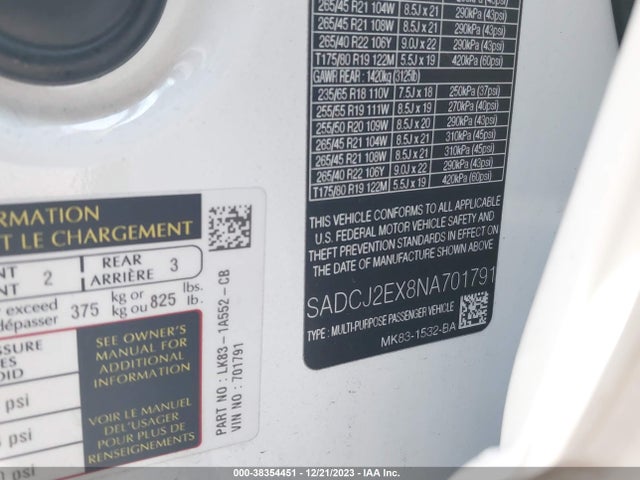 265/45 R21 104W 8.5J x 21 290kPa (43psi)
265/45 R21 108W 8.5J x 21 290kPa (43psi)
265/40 R22 106Y 9.0J x 22 290kPa (43psi)
T175/80 R19 122M 5.5J x 19 420kPa (60psi)
GAWR REAR : 1420kg (3125lb)
235/65 R18 110V 7.5J x 18 250kPa (37psi)
255/55 R19 111W 8.5J x 19 270kPa (40psi)
255/50 R20 109W 8.5J x 20 290kPa (43psi)
265/45 R21 104W 8.5J x 21 310kPa (45psi)
265/45 R21 108W 8.5J x 21 310kPa (45psi)
265/40 R22 106Y 9.0J x 22 290kPa (43psi)
T175/80 R19 122M 5.5J x 19 420kPa (60psi)
THIS VEHICLE CONFORMS TO ALL APPLICABLE
U.S. FEDERAL MOTOR VEHICLE SAFETY AND
THEFT PREVENTION STANDARDS IN EFFECT ON THE
DATE OF MANUFACTURE SHOWN ABOVE.
SADCJ2EX8NA701791
TYPE : MULTI-PURPOSE PASSENGER VEHICLE
MK83-1532-BA
RMATION
T LE CHARGEMENT
NT 2 REAR 3
NT ARRIÈRE
r exceed 375 kg or 825 lbs.
dépasser kg ou lb.
SSURE
ES
OID
psi
psi
psi
SEE OWNER'S
MANUAL FOR
ADDITIONAL
INFORMATION
VOIR LE MANUEL
DEL'USAGER
POUR PLUS DE
RENSEIGNEMENTS
PART NO : LK83-1A552-CB
VIN NO : 701791
000-38354451 - 12/21/2023 - IAA Inc.